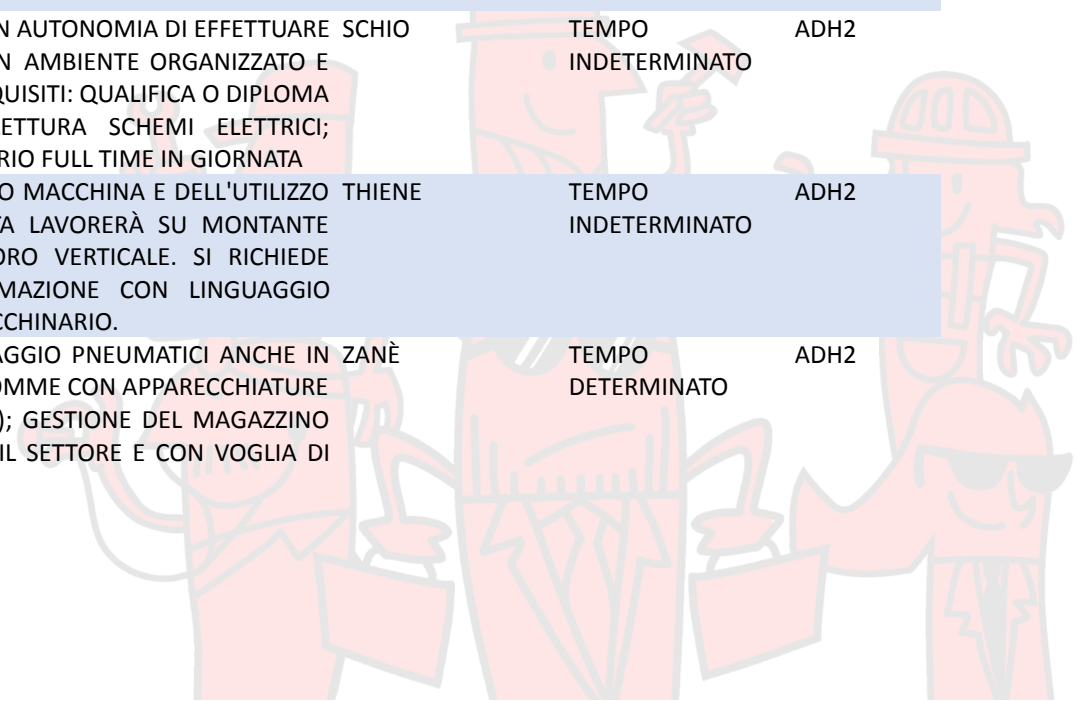 N AUTONOMIA DI EFFETTUARE SCHIO TEMPO ADH2
N AMBIENTE ORGANIZZATO E INDETERMINATO
QUISITI: QUALIFICA O DIPLOMA
LETTURA SCHEMI ELETTRICI;
RIO FULL TIME IN GIORNATA
O MACCHINA E DELL'UTILIZZO THIENE TEMPO ADH2
TA LAVORERÀ SU MONTANTE INDETERMINATO
ORO VERTICALE. SI RICHIEDE
MAZIONE CON LINGUAGGIO
CCHINARIO.
AGGIO PNEUMATICI ANCHE IN ZANÈ TEMPO ADH2
OMME CON APPARECCHIATURE DETERMINATO
); GESTIONE DEL MAGAZZINO
IL SETTORE E CON VOGLIA DI